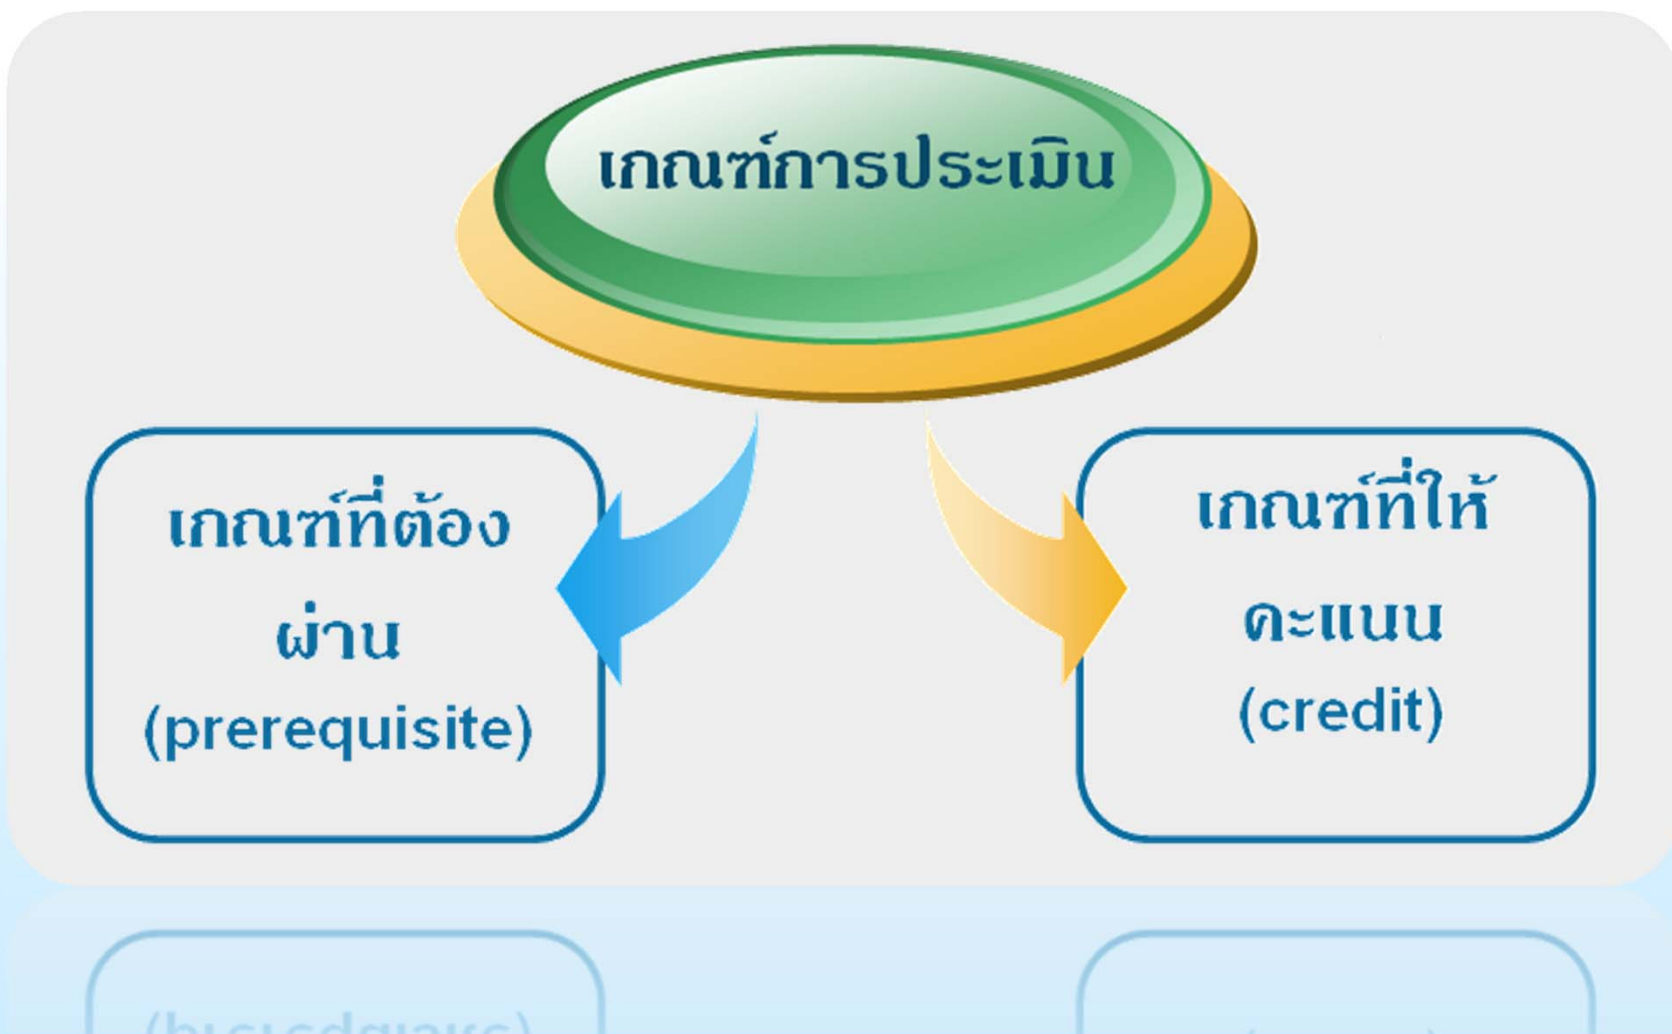 เกณฑ์การประเมิน
เกณฑ์ที่ต้อง
ผ่าน
(prerequisite)
เกณฑ์ที่ให้
คะแนน
(credit)